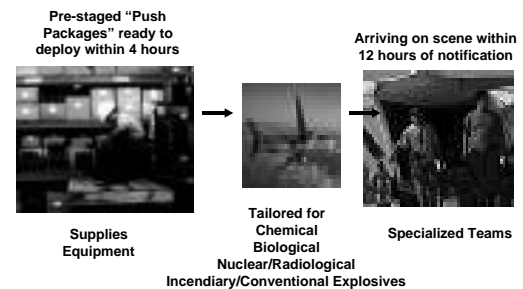 Pre-staged “Push
Packages” ready to
deploy within 4 hours
Arriving on scene within
12 hours of notification
Supplies
Equipment
Tailored for
Chemical
Biological
Nuclear/Radiological
Incendiary/Conventional Explosives
Specialized Teams